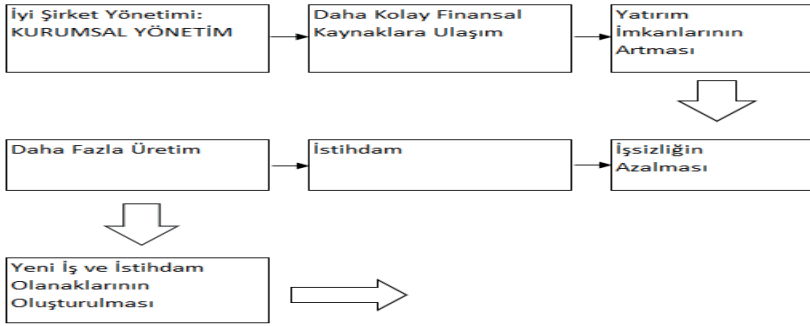 İyi Şirket Yönetimi:
KURUMSAL YÖNETİM
Daha Kolay Finansal
Kaynaklara Ulaşım
Yatırım
İmkanlarının
Artması
Daha Fazla Üretim
İstihdam
İşsizliğin
Azalması
Yeni İş ve İstihdam
Olanaklarının
Oluşturulması